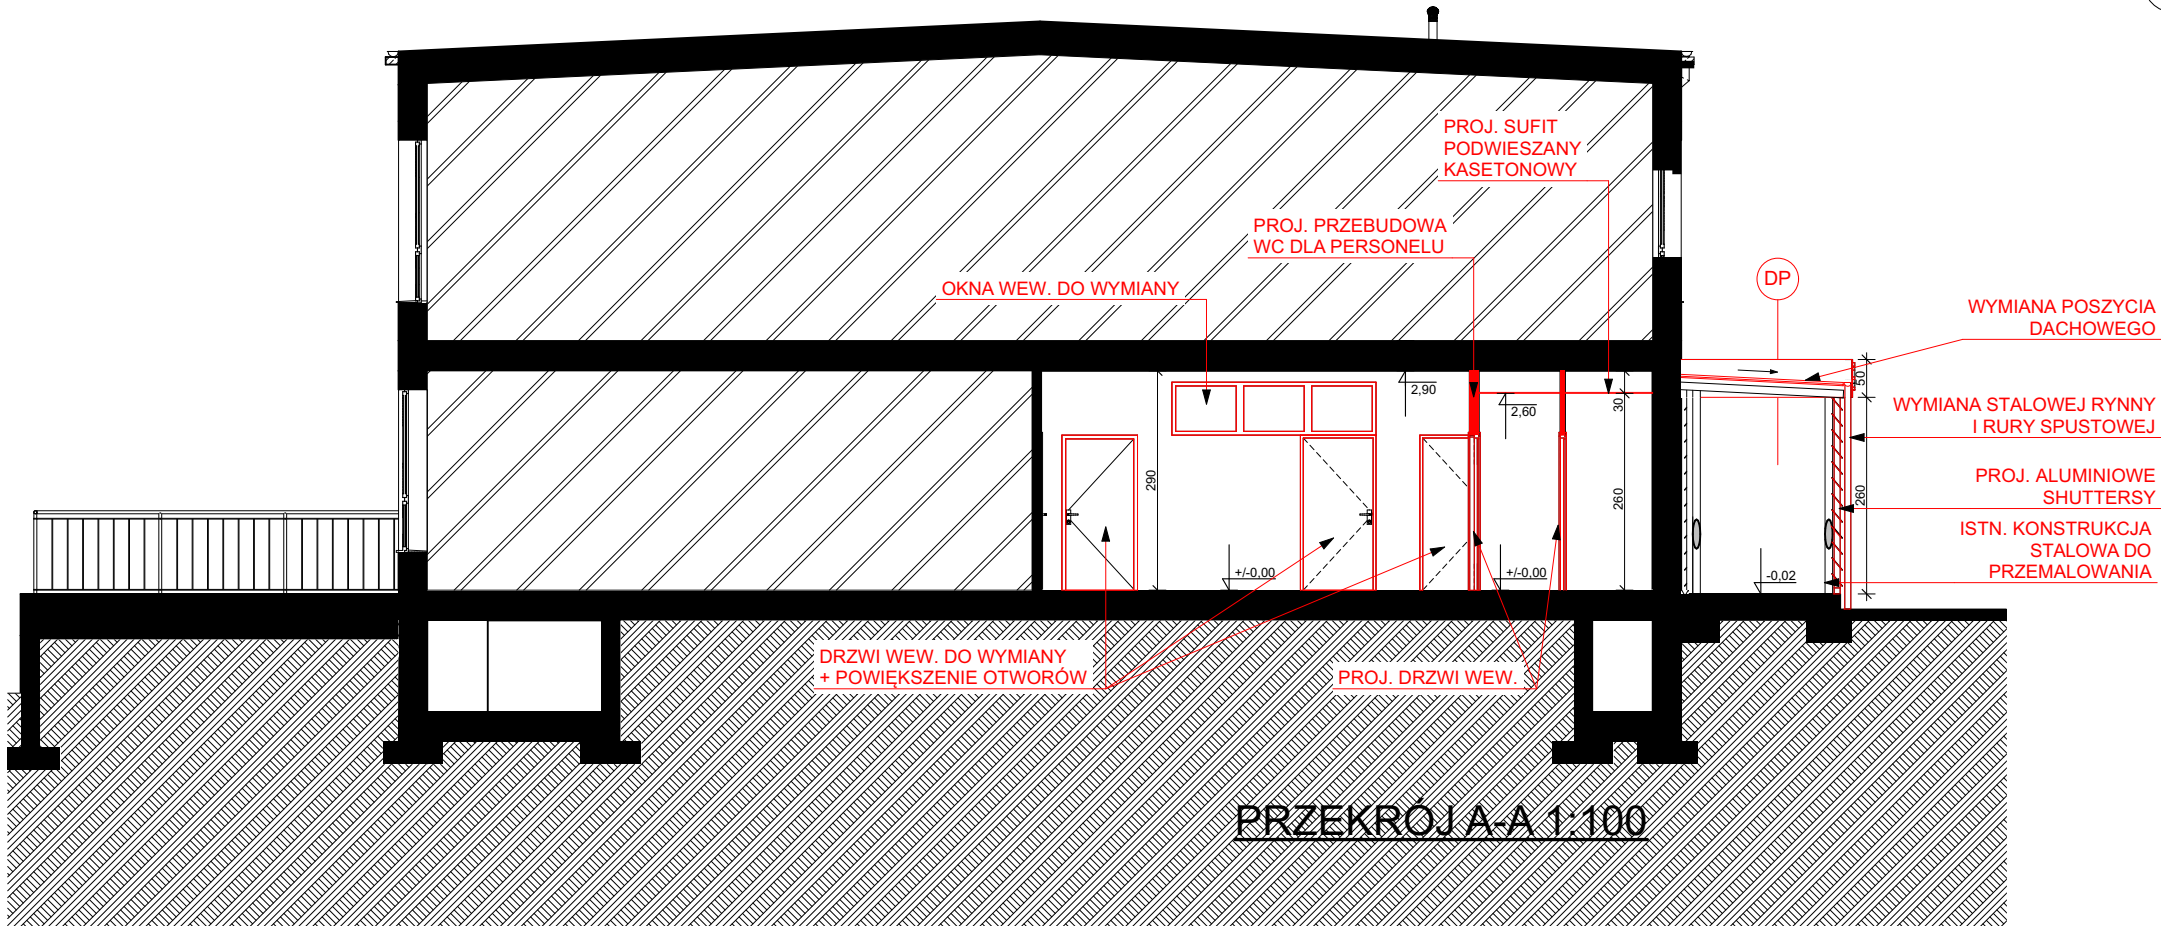 PROJ. SUFIT
PODWIESZANY
KASETONOWY
PROJ. PRZEBUDOWA
WC DLA PERSONELU
OKNA WEW. DO WYMIANY
DP
WYMIANA POSZYCIA
DACHOWEGO
50
2,90
2,60
30
WYMIANA STALOWEJ RYNNY
I RURY SPUSTOWEJ
290
260
PROJ. ALUMINIOWE
SHUTTERSY
260
ISTN. KONSTRUKCJA
STALOWA DO
PRZEMALOWANIA
+/-0,00
+/-0,00
-0,02
DRZWI WEW. DO WYMIANY
+ POWIĘKSZENIE OTWORÓW
PROJ. DRZWI WEW.
PRZEKRÓJ A-A 1:100